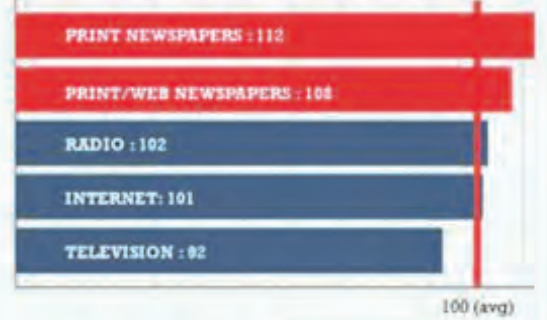 PRINT NEWSPAPERS : 112
PRINT/WEB NEWSPAPERS : 108
RADIO : 102
INTERNET: 101
TELEVISION : 92
100 (avg)